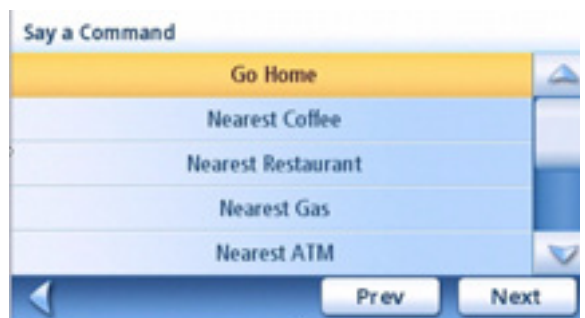 Say a Command
Go Home
Nearest Coffee
Nearest Restaurant
Nearest Gas
Nearest ATM
Prev
Next